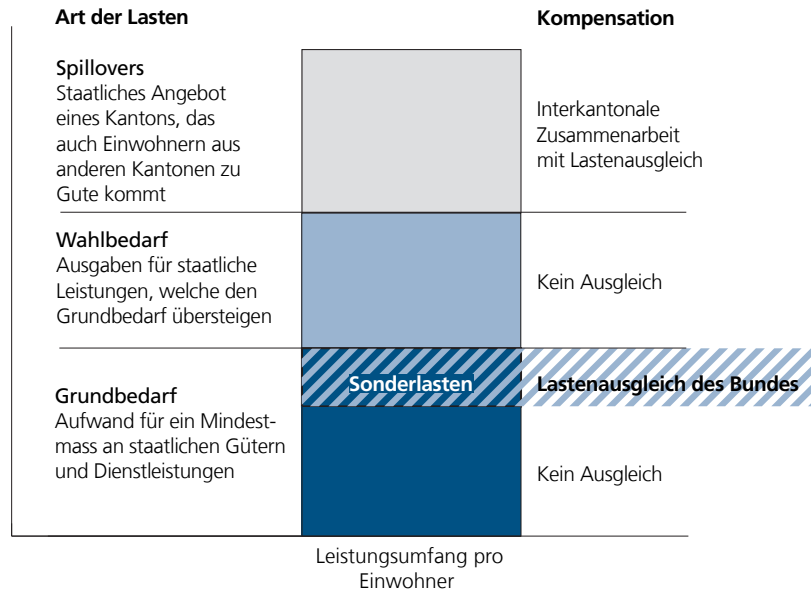 Art der Lasten
Kompensation
Spillovers
Staatliches Angebot
eines Kantons, das
auch Einwohnern aus
anderen Kantonen zu
Gute kommt
Interkantonale
Zusammenarbeit
mit Lastenausgleich
Wahlbedarf
Ausgaben für staatliche
Leistungen, welche den
Grundbedarf übersteigen
Kein Ausgleich
Sonderlasten
Lastenausgleich des Bundes
Grundbedarf
Aufwand für ein Mindest-
mass an staatlichen Gütern
und Dienstleistungen
Kein Ausgleich
Leistungsumfang pro
Einwohner